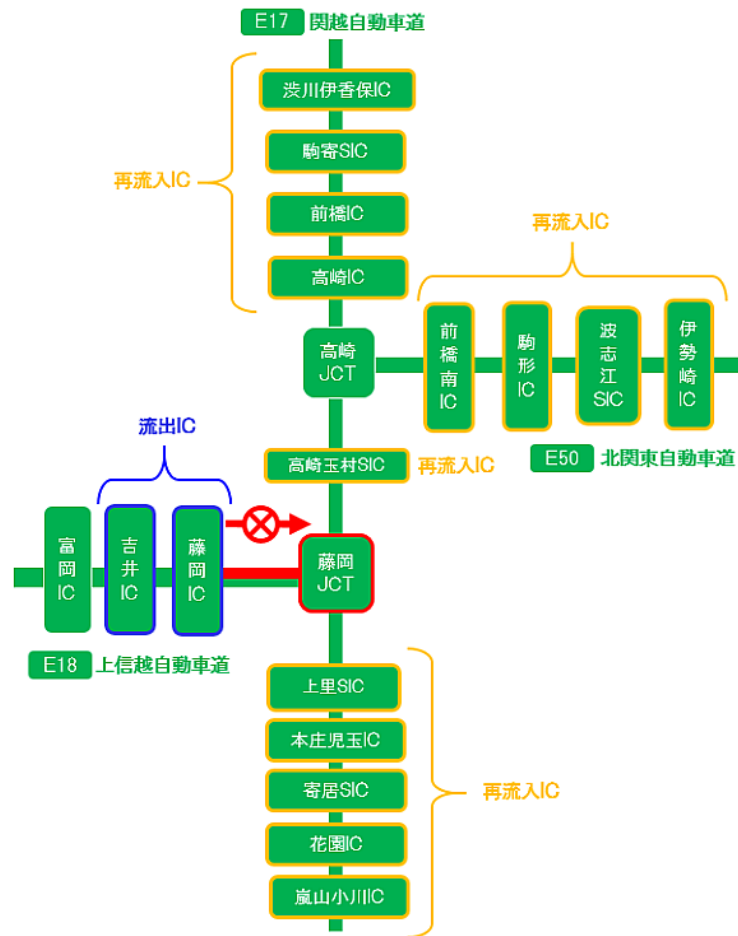 E17 関越自動車道
渋川伊香保IC
駒寄SIC
再流入IC
前橋IC
高崎IC
再流入IC
前橋南IC
駒形IC
波志江SIC
伊勢崎IC
高崎
JCT
E50 北関東自動車道
流出IC
高崎玉村SIC 再流入IC
富岡IC
吉井IC
藤岡IC
藤岡
JCT
E18 上信越自動車道
上里SIC
本庄児玉IC
寄居SIC
再流入IC
花園IC
嵐山小川IC